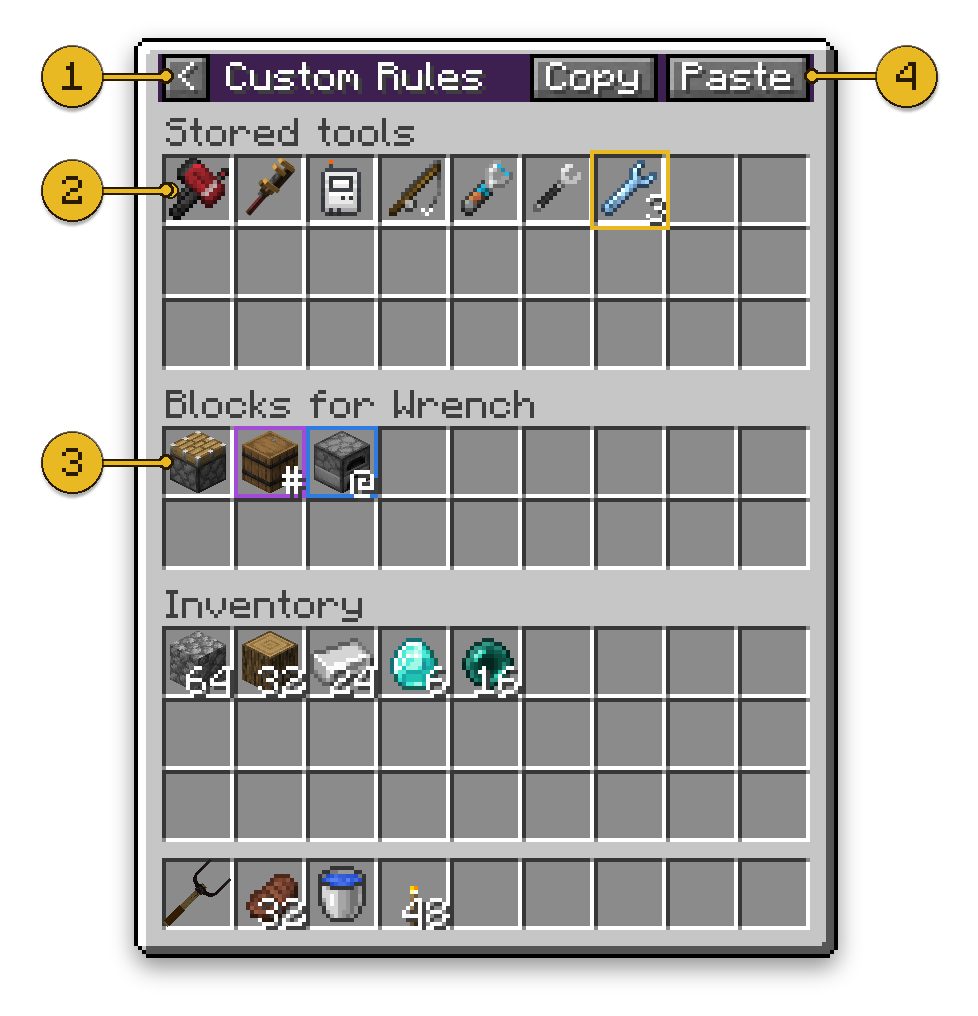 1
< Custom Rules Copy Paste
4
Stored tools
2
3
Blocks for Wrench
3
# @
Inventory
64 32 24 6 16
32 48